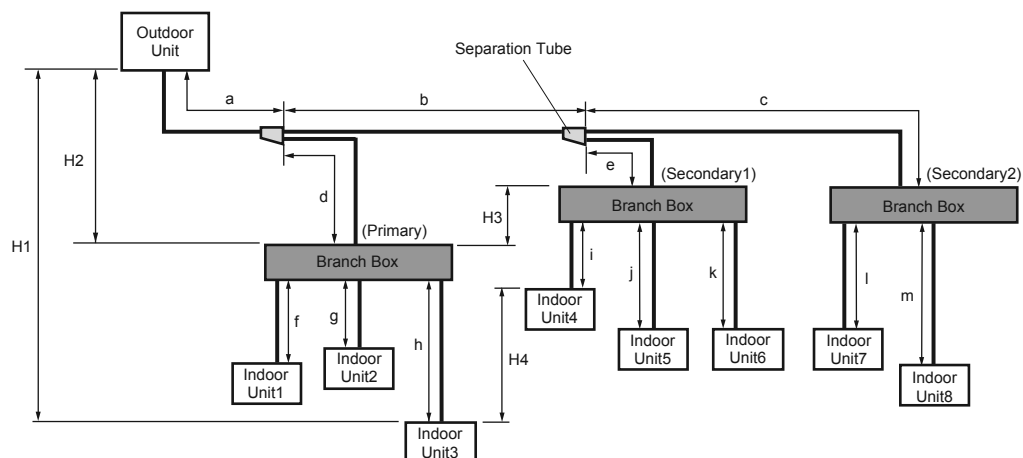 Outdoor
Unit
Separation Tube
a
b
c
H2
H1
d
e
(Secondary1)
(Secondary2)
Branch Box
Branch Box
H3
(Primary)
Branch Box
i
j
k
l
m
f
g
h
H4
Indoor
Unit4
Indoor
Unit5
Indoor
Unit6
Indoor
Unit7
Indoor
Unit2
Indoor
Unit1
Indoor
Unit8
Indoor
Unit3